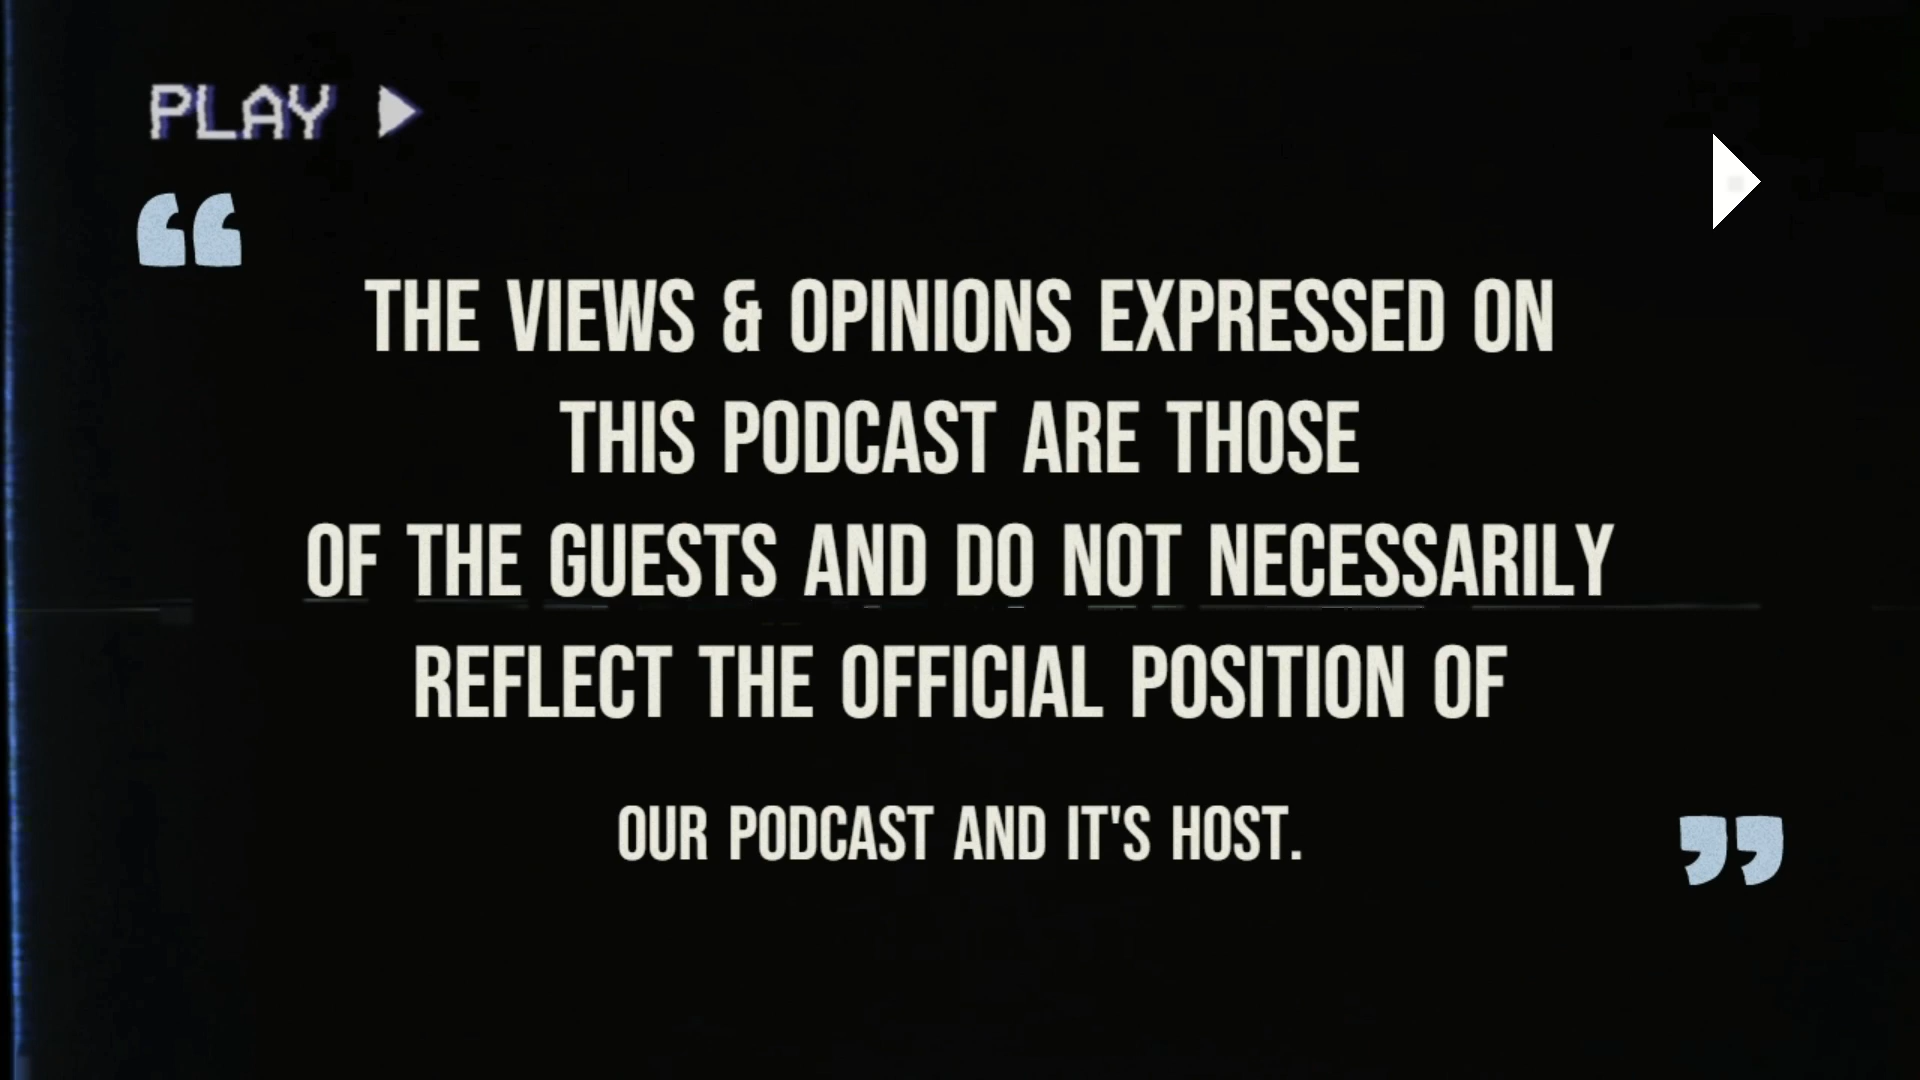 PLAY
“
THE VIEWS & OPINIONS EXPRESSED ON
THIS PODCAST ARE THOSE
OF THE GUESTS AND DO NOT NECESSARILY
REFLECT THE OFFICIAL POSITION OF
OUR PODCAST AND IT'S HOST.
”